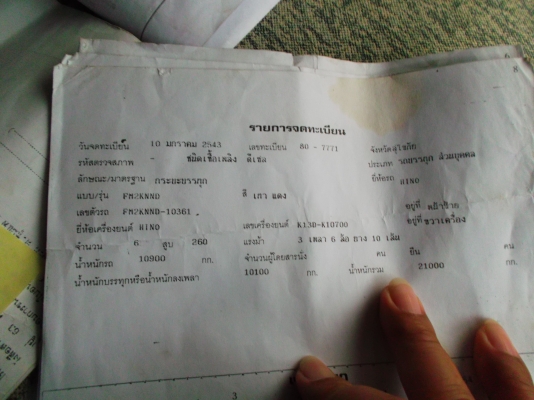 รายการจดทะเบียน
วันจดทะเบียน 10 มกราคม 2543 เลขทะเบียน 80 - 7771 จังหวัดสุโขทัย
รหัสตรวจสภาพ - ชนิดเชื้อเพลิง ดีเซล ประเภท รถบรรทุก ส่วนบุคคล
ลักษณะ/มาตรฐาน กระบะบรรทุก ยี่ห้อรถ HINO
แบบ/รุ่น FM2KNND สี เทา แดง
เลขตัวรถ FM2KNND-10361 อยู่ที่
ยี่ห้อเครื่องยนต์ HINO เลขเครื่องยนต์ K13D-K10700 อยู่ที่ ขวาเครื่อง
จำนวน 6 สูบ 260 แรงม้า 3 เพลา 6 ล้อ ยาง 10 เส้น
น้ำหนักรถ 10900 กก. จำนวนผู้โดยสารนั่ง คน ยืน คน
น้ำหนักบรรทุกหรือน้ำหนักลงเพลา 10100 กก. น้ำหนักรวม 21000 กก.
3